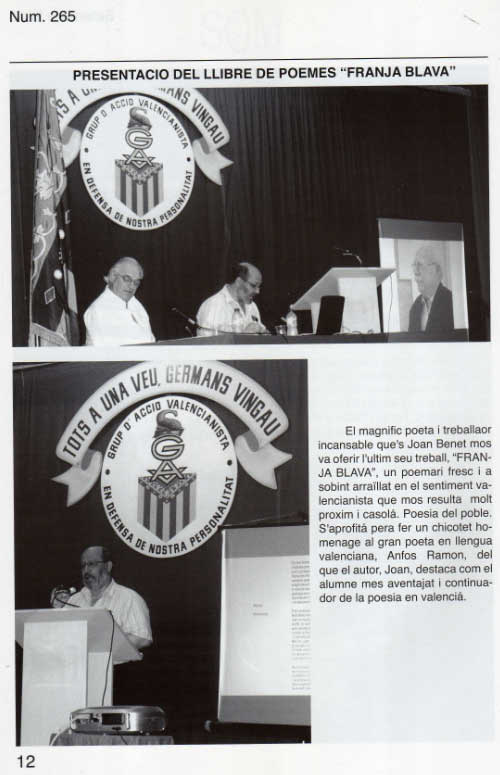 Num. 265
PRESENTACIO DEL LLIBRE DE POEMES “FRANJA BLAVA”
TOTS A UNA VEU, GERMANS VINGAU
GRUP D' ACCIÓ VALENCIANISTA
EN DEFENSA DE NOSTRA PERSONALITAT
TOTS A UNA VEU, GERMANS VINGAU
GRUP D' ACCIÓ VALENCIANISTA
EN DEFENSA DE NOSTRA PERSONALITAT
El magnific poeta i treballaor
incansable que's Joan Benet mos
va oferir l'ultim seu treball, “FRAN-
JA BLAVA”, un poemari fresc i a
sobint arraïllat en el sentiment va-
lencianista que mos resulta molt
proxim i casolà. Poesia del poble.
S'aprofità pera fer un chicotet ho-
menage al gran poeta en llengua
valenciana, Anfos Ramon, del
que el autor, Joan, destaca com el
alumne mes aventajat i continua-
dor de la poesia en valencià.
12